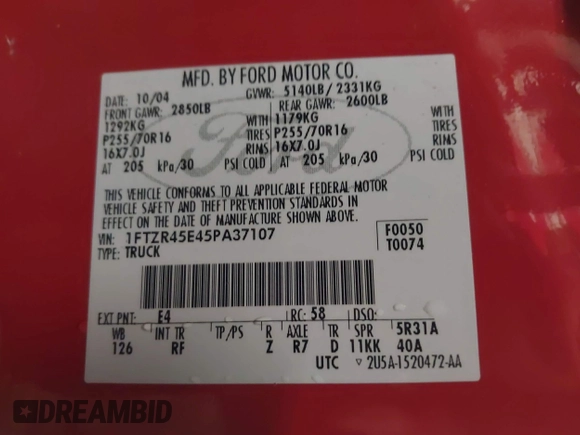 MFD. BY FORD MOTOR CO.
DATE: 10/04 GVWR: 5140LB/ 2331KG
FRONT GAWR: 2850LB REAR GAWR: 2600LB
1292KG WITH 1179KG WITH
P255/70R16 TIRES P255/70R16 TIRES
16X7.0J RIMS 16X7.0J RIMS
AT 205 kPa/30 PSI COLD AT 205 kPa/30 PSI COLD
Ford
THIS VEHICLE CONFORMS TO ALL APPLICABLE FEDERAL MOTOR
VEHICLE SAFETY AND THEFT PREVENTION STANDARDS
IN EFFECT ON THE DATE OF MANUFACTURE SHOWN ABOVE.
VIN: 1FTZR45E45PA37107 F0050
TYPE: TRUCK T0074
EXT PNT: E4 RC: 58 DSO:
WB INT TR TP/PS R AXLE TR SPR 5R31A
126 RF Z R7 D 11KK 40A
UTC ▽ 2U5A-1520472-AA
DREAMBID